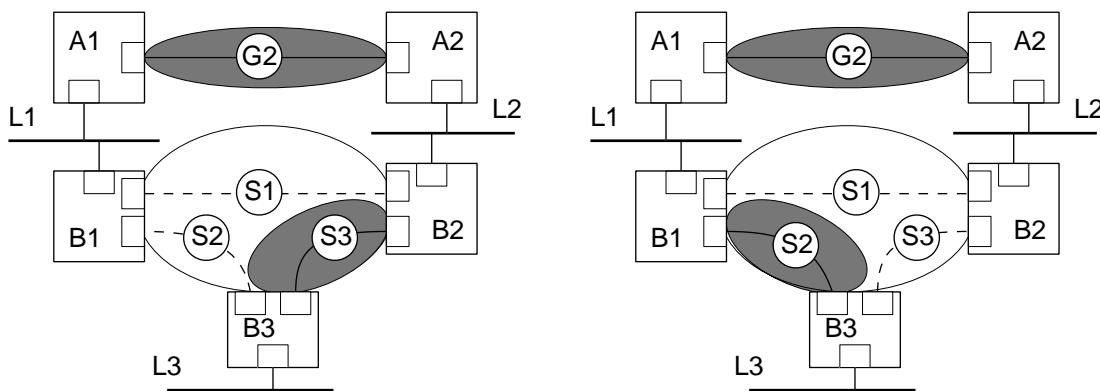 A1 G2 A2
L1 L2
S1
B1 S2 S3 B2
B3
L3
A1 G2 A2
L1 L2
S1
B1 S2 S3 B2
B3
L3